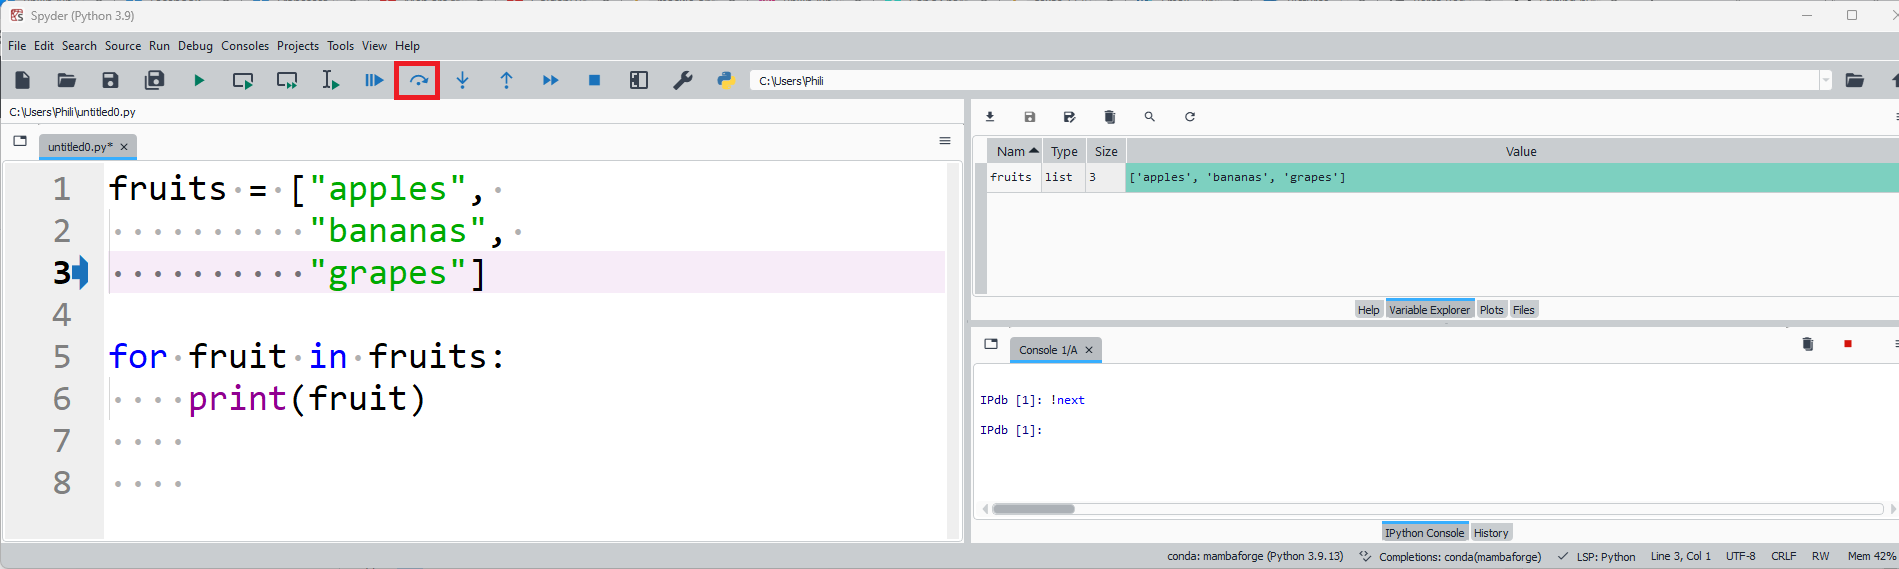 Spyder (Python 3.9)
File Edit Search Source Run Debug Consoles Projects Tools View Help
C:\Users\Phili
C:\Users\Phili\untitled0.py
untitled0.py*
1 fruits = ["apples",
2 "bananas",
3 "grapes"]
4
5 for fruit in fruits:
6 print(fruit)
7
8
Nam Type Size Value
fruits list 3 ['apples', 'bananas', 'grapes']
Help Variable Explorer Plots Files
Console 1/A
IPdb [1]: !next
IPdb [1]:
IPython Console History
conda: mambaforge (Python 3.9.13) Completions: conda(mambaforge) LSP: Python Line 3, Col 1 UTF-8 CRLF RW Mem 42%